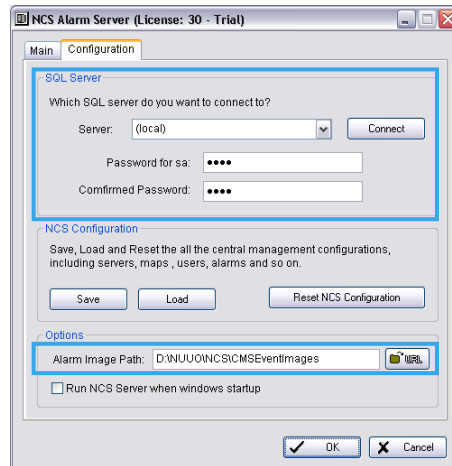 NCS Alarm Server (License: 30 - Trial)
Main Configuration
SQL Server
Which SQL server do you want to connect to?
Server: (local) Connect
Password for sa: ••••
Comfirmed Password: ••••
NCS Configuration
Save, Load and Reset the all the central management configurations,
including servers, maps , users, alarms and so on.
Save Load Reset NCS Configuration
Options
Alarm Image Path: D:\NUUO\NCS\CMSEventImages URL
Run NCS Server when windows startup
OK Cancel